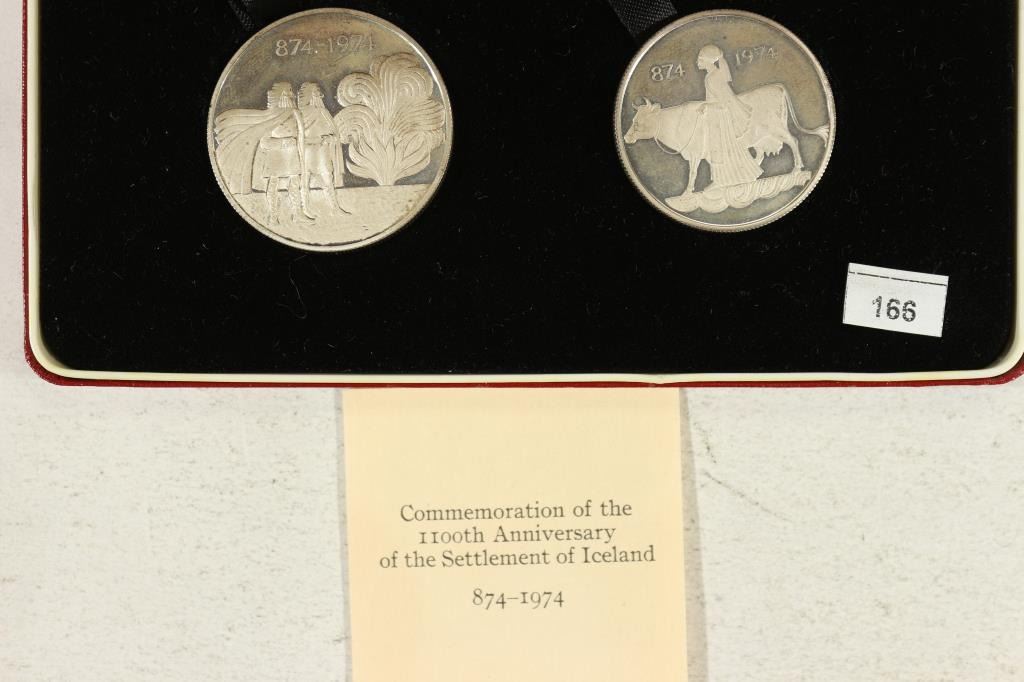 874·1974
874 1974
166
Commemoration of the
1100th Anniversary
of the Settlement of Iceland
874–1974